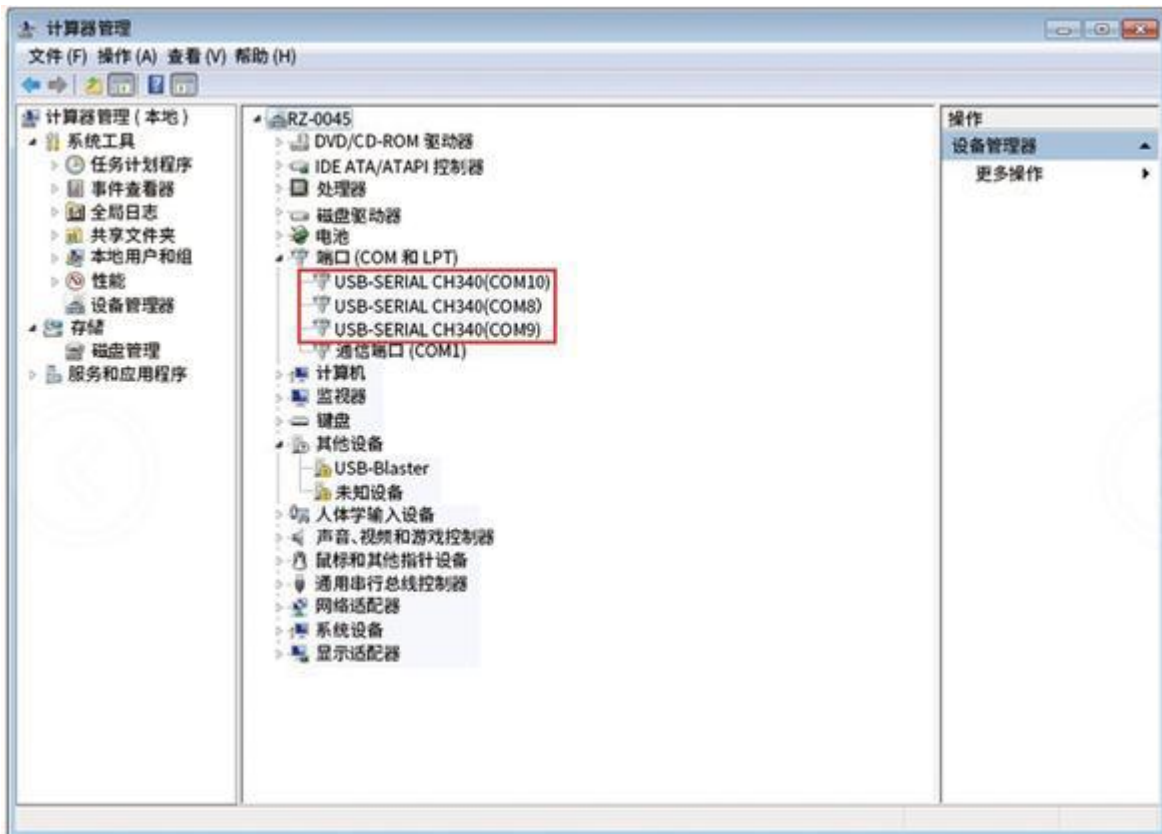 计算器管理
文件 (F) 操作 (A) 查看 (V) 帮助 (H)
计算器管理 ( 本地 )
系统工具
任务计划程序
事件查看器
全局日志
共享文件夹
本地用户和组
性能
设备管理器
存储
磁盘管理
服务和应用程序
RZ-0045
DVD/CD-ROM 驱动器
IDE ATA/ATAPI 控制器
处理器
磁盘驱动器
电池
端口 (COM 和 LPT)
USB-SERIAL CH340(COM10)
USB-SERIAL CH340(COM8)
USB-SERIAL CH340(COM9)
通信端口 (COM1)
计算机
监视器
键盘
其他设备
USB-Blaster
未知设备
人体学输入设备
声音、视频和游戏控制器
鼠标和其他指针设备
通用串行总线控制器
网络适配器
系统设备
显示适配器
操作
设备管理器
更多操作